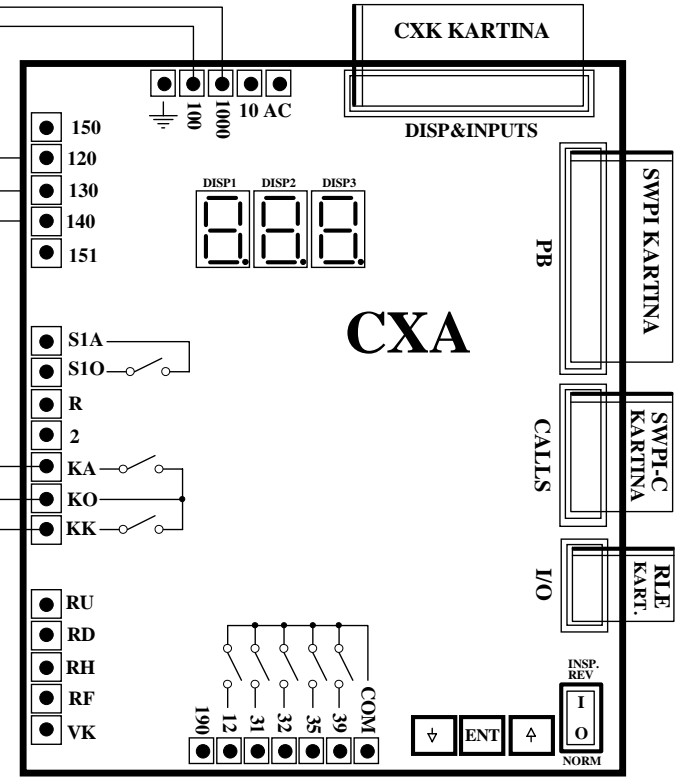 CXK KARTINA
100
1000
10 AC
DISP&INPUTS
150
120
130
140
151
DISP1 DISP2 DISP3
PB
SWPI KARTINA
CXA
S1A
S1O
R
2
KA
KO
KK
CALLS
SWPI-C
KARTINA
I/O
RLE
KART.
RU
RD
RH
RF
VK
190
12
31
32
35
39
COM
ENT
INSP.
REV
I
O
NORM